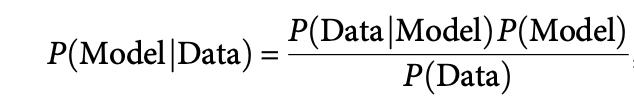 P(Model|Data) = P(Data|Model)P(Model) / P(Data),